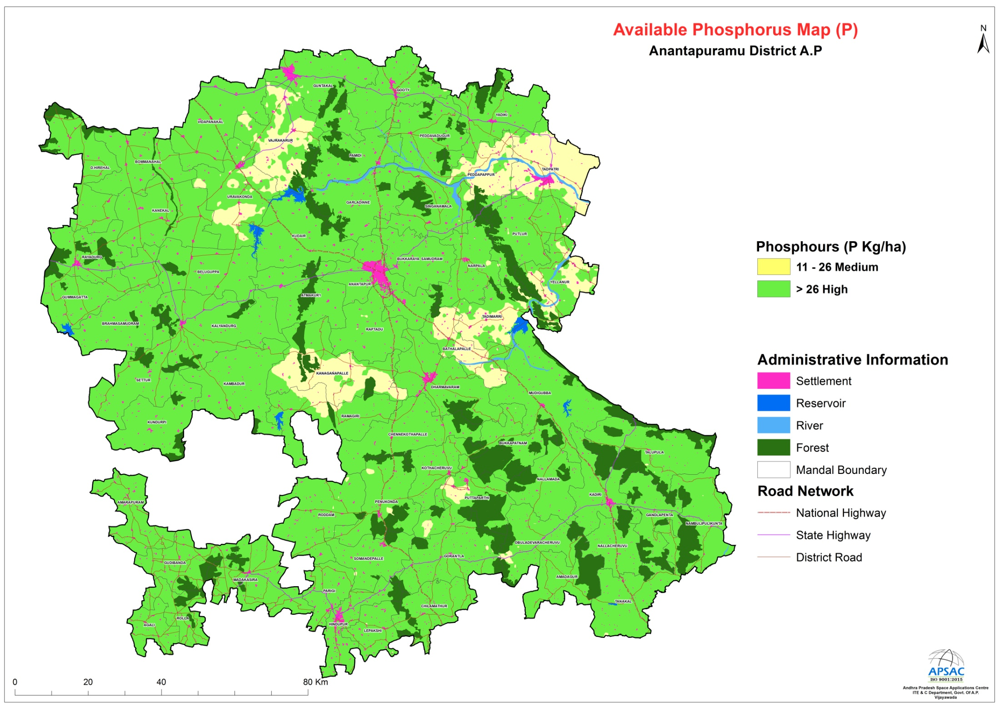 Available Phosphorus Map (P)
Anantapuramu District A.P
N
GUNTAKAL
GOOTY
YADIKI
VIDAPANAKAL
PEDDAVADUGUR
VAJRAKARUR
PAMIDI
BOMMANAHAL
D.HIREHAL
TADPATRI
PEDDAPAPPUR
URAVAKONDA
GARLADINNE
SINGANAMALA
KANEKAL
PUTLUR
KUDAIR
RAYADURG
BUKKARAYA SAMUDRAM
NARPALA
BELUGUPPA
YELLANUR
ANANTAPUR
ATMAKUR1
GUMMAGATTA
TADIMARRI
BRAHMASAMUDRAM
KALYANDURG
RAPTADU
BATHALAPALLE
KANAGANAPALLE
SETTUR
KAMBADUR
DHARMAVARAM
MUDIGUBBA
RAMAGIRI
KUNDURPI
CHENNEKOTHAPALLE
BUKKAPATNAM
TALUPULA
KOTHACHERUVU
NALLAMADA
KADIRI
PUTTAPARTHI
AMARAPURAM
PENUKONDA
RODDAM
GANDLAPENTA
NAMBULIPULIKUNTA
OBULADEVARACHERUVU
NALLACHERUVU
SOMANDEPALLE
GORANTLA
GUDIBANDA
AMADAGUR
MADAKASIRA
PARIGI
TANAKAL
CHILAMATHUR
ROLLA
AGALI
HINDUPUR
LEPAKSHI
Phosphours (P Kg/ha)
11 - 26 Medium
> 26 High
Administrative Information
Settlement
Reservoir
River
Forest
Mandal Boundary
Road Network
National Highway
State Highway
District Road
0 20 40 80 Km
APSAC
ISO 9001:2015
Andhra Pradesh Space Applications Centre
ITE & C Department, Govt. Of A.P.
Vijayawada